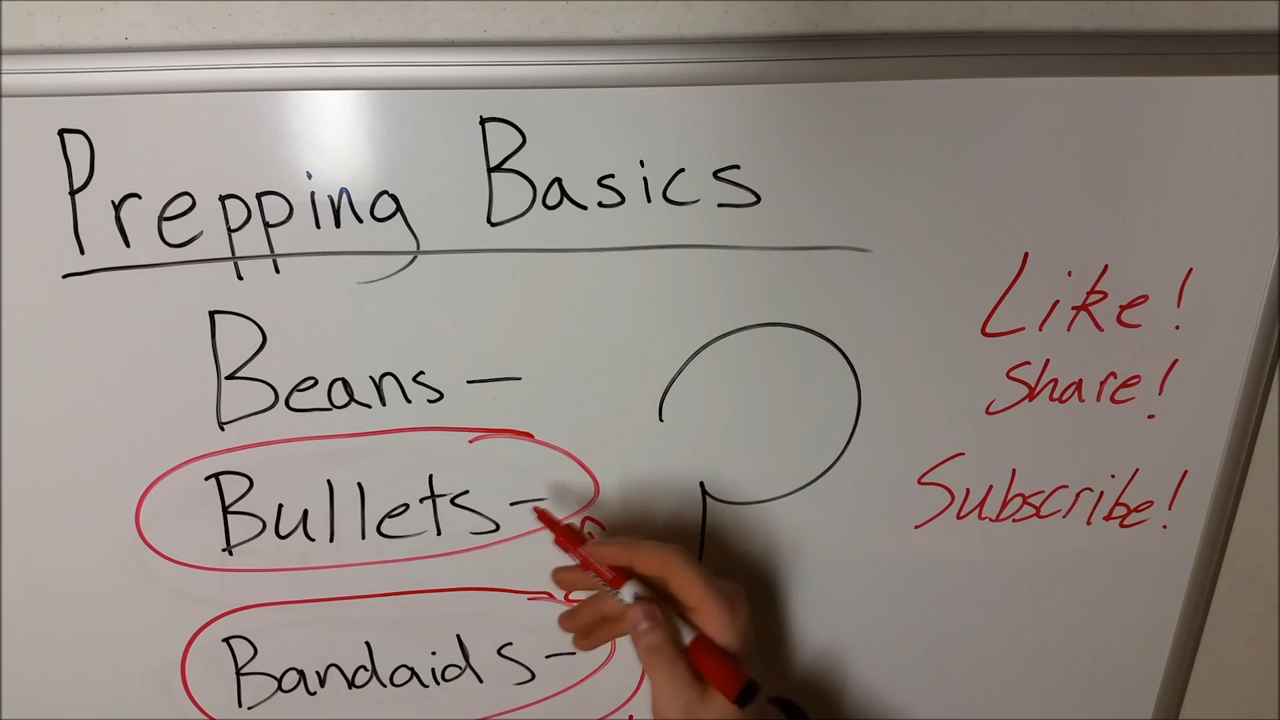 Prepping Basics
Beans -
Bullets -
Bandaids -
Like!
Share!
Subscribe!